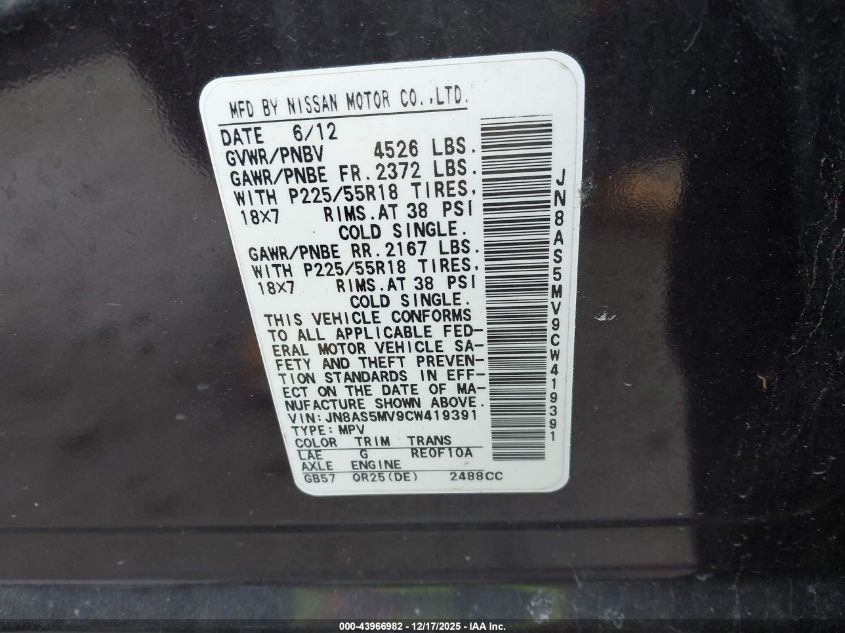 MFD BY NISSAN MOTOR CO.,LTD.
DATE 6/12
GVWR/PNBV 4526 LBS.
GAWR/PNBE FR. 2372 LBS.
WITH P225/55R18 TIRES,
18X7 RIMS.AT 38 PSI
COLD SINGLE.
GAWR/PNBE RR. 2167 LBS.
WITH P225/55R18 TIRES,
18X7 RIMS.AT 38 PSI
COLD SINGLE.
THIS VEHICLE CONFORMS
TO ALL APPLICABLE FED-
ERAL MOTOR VEHICLE SA-
FETY AND THEFT PREVEN-
TION STANDARDS IN EFF-
ECT ON THE DATE OF MA-
NUFACTURE SHOWN ABOVE.
VIN: JN8AS5MV9CW419391
TYPE: MPV
COLOR TRIM TRANS
LAE G RE0F10A
AXLE ENGINE
GB57 QR25(DE) 2488CC
JN8AS5MV9CW419391
000-43966982 — 12/17/2025 — IAA Inc.